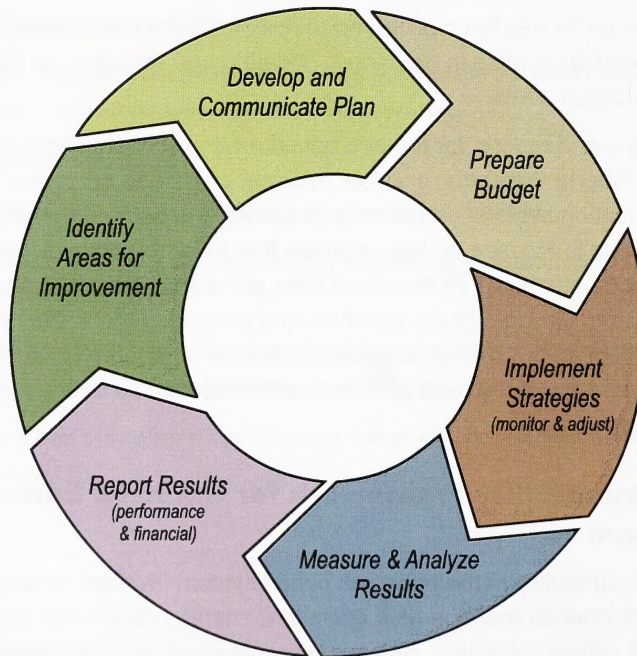 Develop and
Communicate Plan
Prepare
Budget
Implement
Strategies
(monitor & adjust)
Measure & Analyze
Results
Report Results
(performance
& financial)
Identify
Areas for
Improvement